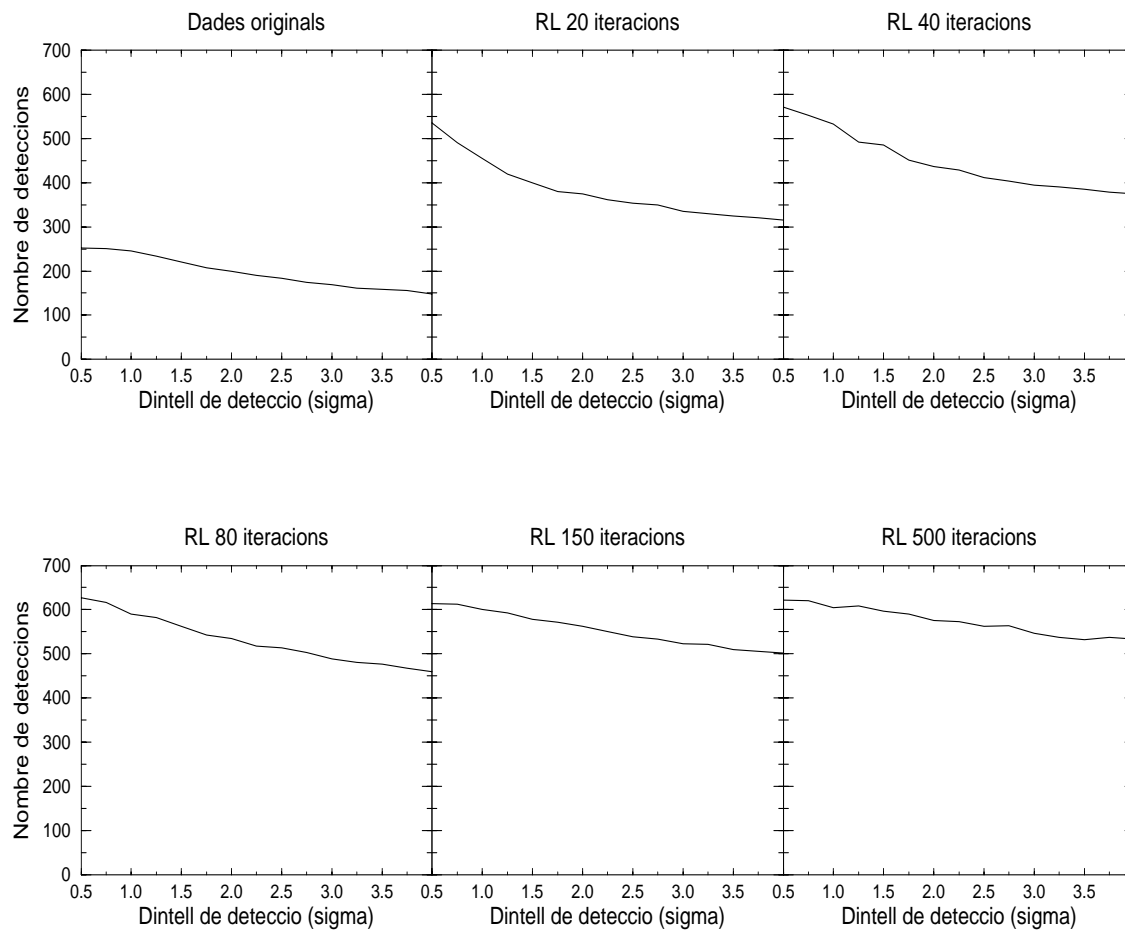 Dades originals
RL 20 iteracions
RL 40 iteracions
Nombre de deteccions
700
600
500
400
300
200
100
0
0.5 1.0 1.5 2.0 2.5 3.0 3.5
0.5 1.0 1.5 2.0 2.5 3.0 3.5
0.5 1.0 1.5 2.0 2.5 3.0 3.5
Dintell de deteccio (sigma)
Dintell de deteccio (sigma)
Dintell de deteccio (sigma)
RL 80 iteracions
RL 150 iteracions
RL 500 iteracions
Nombre de deteccions
700
600
500
400
300
200
100
0
0.5 1.0 1.5 2.0 2.5 3.0 3.5
0.5 1.0 1.5 2.0 2.5 3.0 3.5
0.5 1.0 1.5 2.0 2.5 3.0 3.5
Dintell de deteccio (sigma)
Dintell de deteccio (sigma)
Dintell de deteccio (sigma)